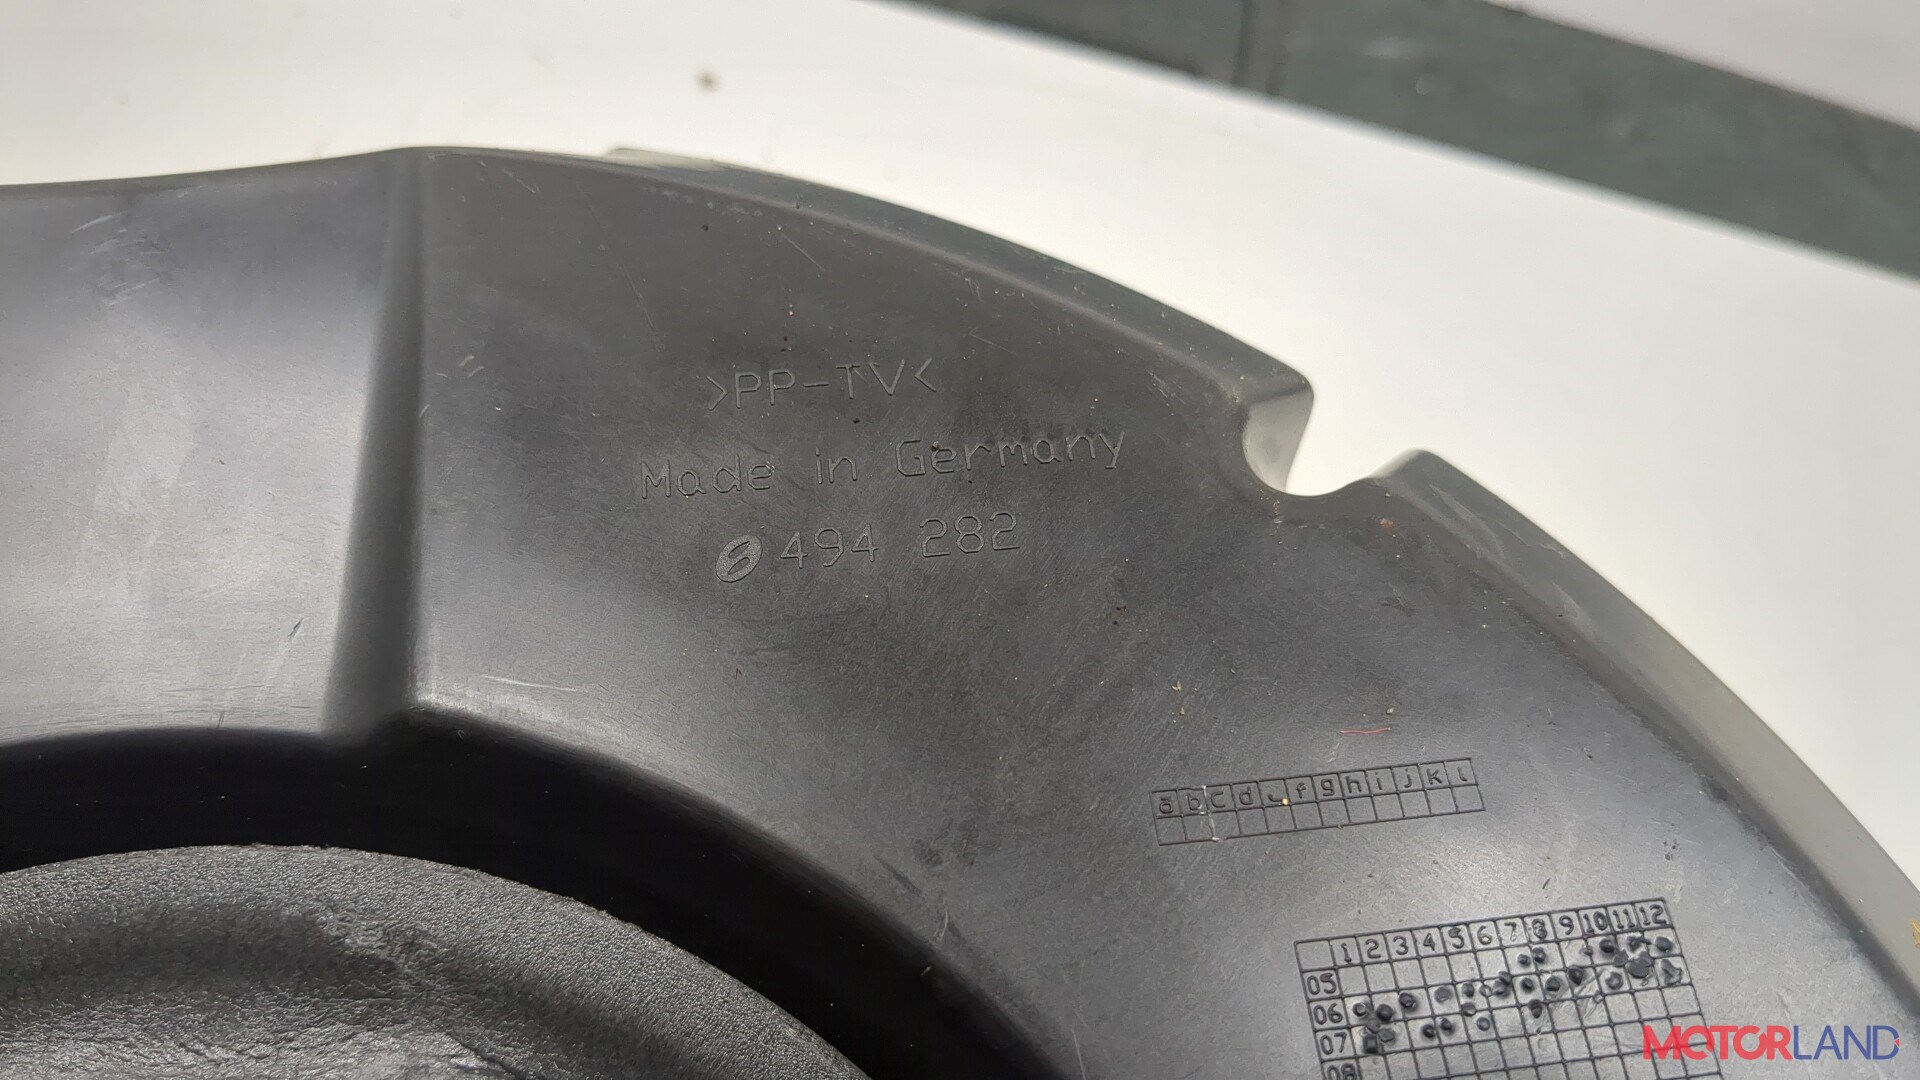 >PP-TV<
Made in Germany
494 282
a b c d f g h i j k l
1 2 3 4 5 6 7 8 9 10 11 12
05
06
07
08
MOTORLAND